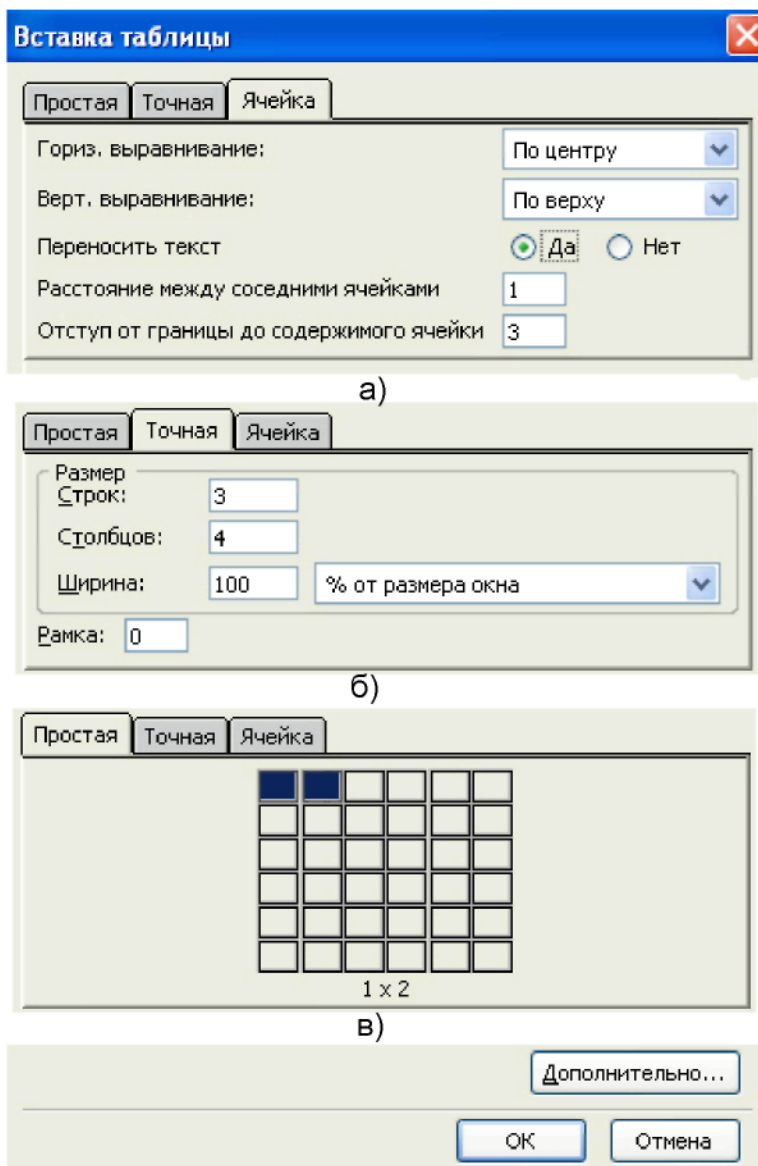 Вставка таблицы
Простая Точная Ячейка
Гориз. выравнивание: По центру
Верт. выравнивание: По верху
Переносить текст Да Нет
Расстояние между соседними ячейками 1
Отступ от границы до содержимого ячейки 3
а)
Простая Точная Ячейка
Размер
Строк: 3
Столбцов: 4
Ширина: 100 % от размера окна
Рамка: 0
б)
Простая Точная Ячейка
1 x 2
в)
Дополнительно...
ОК Отмена